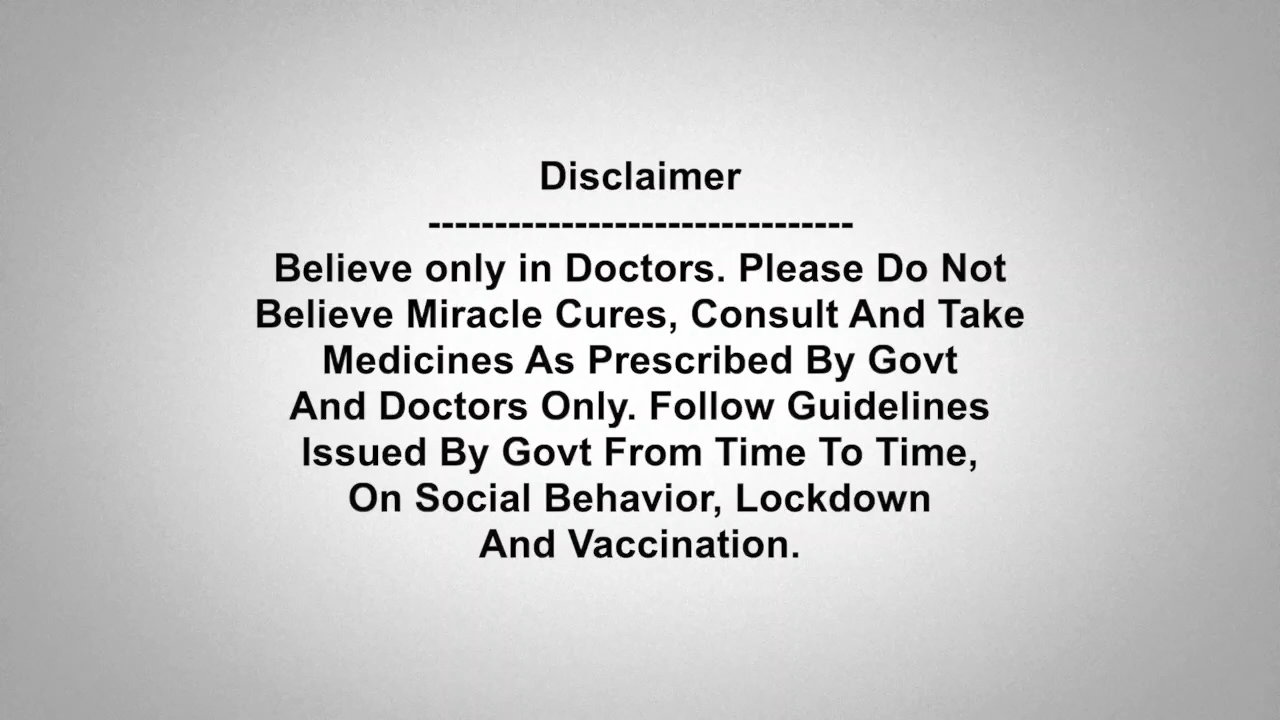 Disclaimer
--------------------------------
Believe only in Doctors. Please Do Not
Believe Miracle Cures, Consult And Take
Medicines As Prescribed By Govt
And Doctors Only. Follow Guidelines
Issued By Govt From Time To Time,
On Social Behavior, Lockdown
And Vaccination.